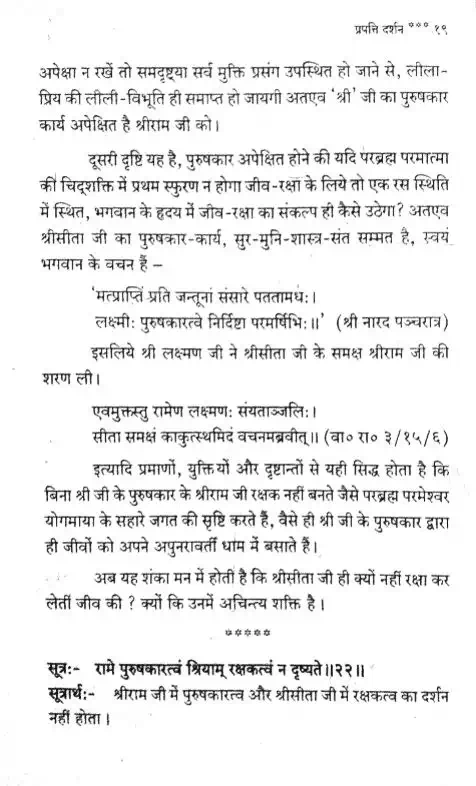 प्रपत्ति दर्शन *** १९
अपेक्षा न रखें तो समदृष्ट्या सर्व मुक्ति प्रसंग उपस्थित हो जाने से, लीला-
प्रिय की लीली-विभूति ही समाप्त हो जायगी अतएव ‘श्री’ जी का पुरुषकार
कार्य अपेक्षित है श्रीराम जी को।
दूसरी दृष्टि यह है, पुरुषकार अपेक्षित होने की यदि परब्रह्म परमात्मा
की चिद्शक्ति में प्रथम स्फुरण न होगा जीव-रक्षा के लिये तो एक रस स्थिति
में स्थित, भगवान के हृदय में जीव-रक्षा का संकल्प ही कैसे उठेगा? अतएव
श्रीसीता जी का पुरुषकार-कार्य, सुर-मुनि-शास्त्र-संत सम्मत है, स्वयं
भगवान के वचन हैं –
‘मत्प्राप्तिं प्रति जन्तूनां संसारे पततामधः।
लक्ष्मीः पुरुषकारत्वे निर्दिष्टा परमर्षिभिः॥’ (श्री नारद पञ्चरात्र)
इसलिये श्री लक्ष्मण जी ने श्रीसीता जी के समक्ष श्रीराम जी की
शरण ली।
एवमुक्तस्तु रामेण लक्ष्मणः संयताञ्जलिः।
सीता समक्षं काकुत्स्थमिदं वचनमब्रवीत्॥ (वा० रा० ३/१५/६)
इत्यादि प्रमाणों, युक्तियों और दृष्टान्तों से यही सिद्ध होता है कि
बिना श्री जी के पुरुषकार के श्रीराम जी रक्षक नहीं बनते जैसे परब्रह्म परमेश्वर
योगमाया के सहारे जगत की सृष्टि करते हैं, वैसे ही श्री जी के पुरुषकार द्वारा
ही जीवों को अपने अपुनरावर्ती धाम में बसाते हैं।
अब यह शंका मन में होती है कि श्रीसीता जी ही क्यों नहीं रक्षा कर
लेतीं जीव की ? क्यों कि उनमें अचिन्त्य शक्ति है।
*****
सूत्र:- रामे पुरुषकारत्वं श्रियाम् रक्षकत्वं न दृष्यते॥२२॥
सूत्रार्थ:- श्रीराम जी में पुरुषकारत्व और श्रीसीता जी में रक्षकत्व का दर्शन
नहीं होता।